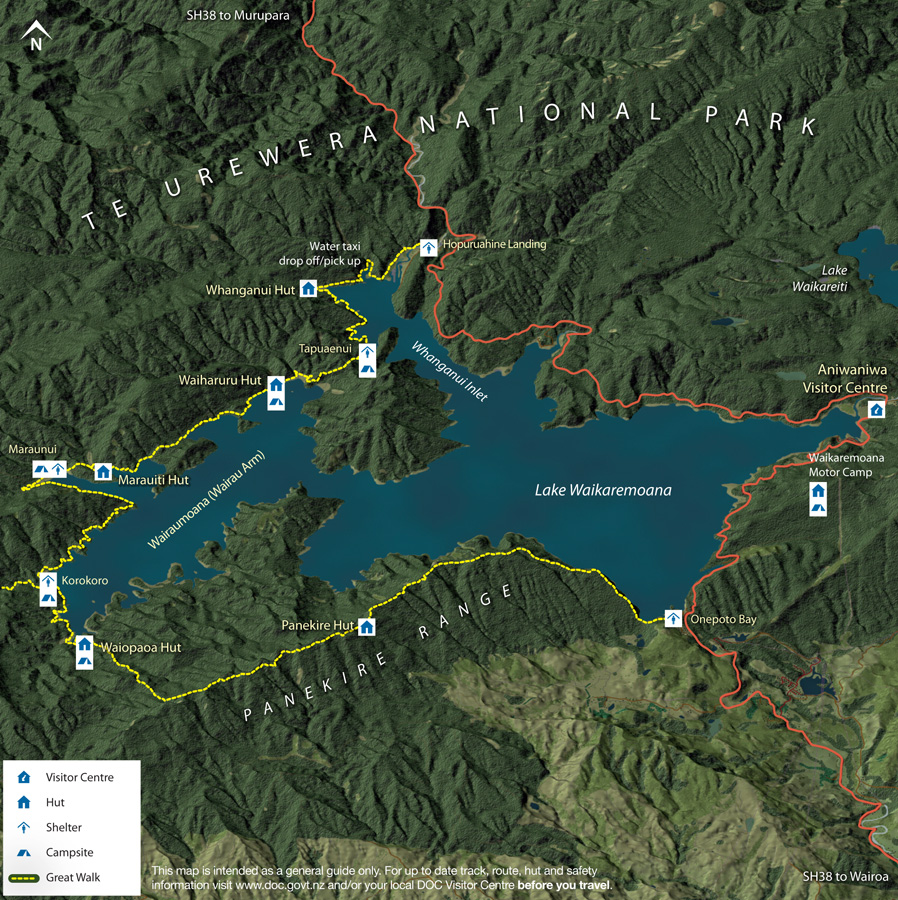 SH38 to Murupara
N
TE UREWERA NATIONAL PARK
Water taxi
drop off/pick up
Hopuruahine Landing
Whanganui Hut
Lake
Waikareiti
Tapuaenui
Whanganui Inlet
Waiharuru Hut
Aniwaniwa
Visitor Centre
Maraunui
Marauiti Hut
Waikaremoana
Motor Camp
Wairaumoana (Wairau Arm)
Lake Waikaremoana
Korokoro
Onepoto Bay
Panekire Hut
PANEKIRE RANGE
Waiopaoa Hut
Visitor Centre
Hut
Shelter
Campsite
Great Walk
This map is intended as a general guide only. For up to date track, route, hut and safety
information visit www.doc.govt.nz and/or your local DOC Visitor Centre before you travel.
SH38 to Wairoa